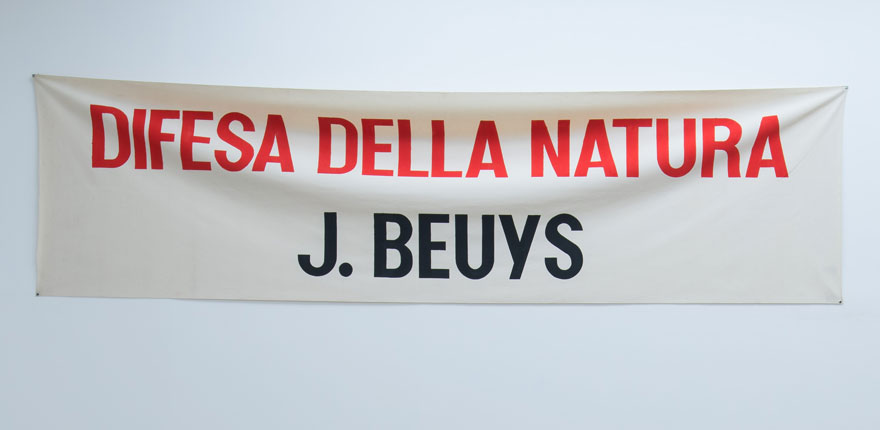 DIFESA DELLA NATURA
J. BEUYS